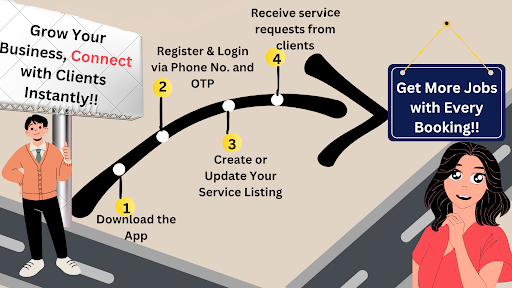 Grow Your
Business, Connect
with Clients
Instantly!!
1
Download the
App
2
Register & Login
via Phone No. and
OTP
3
Create or
Update Your
Service Listing
4
Receive service
requests from
clients
Get More Jobs
with Every
Booking!!